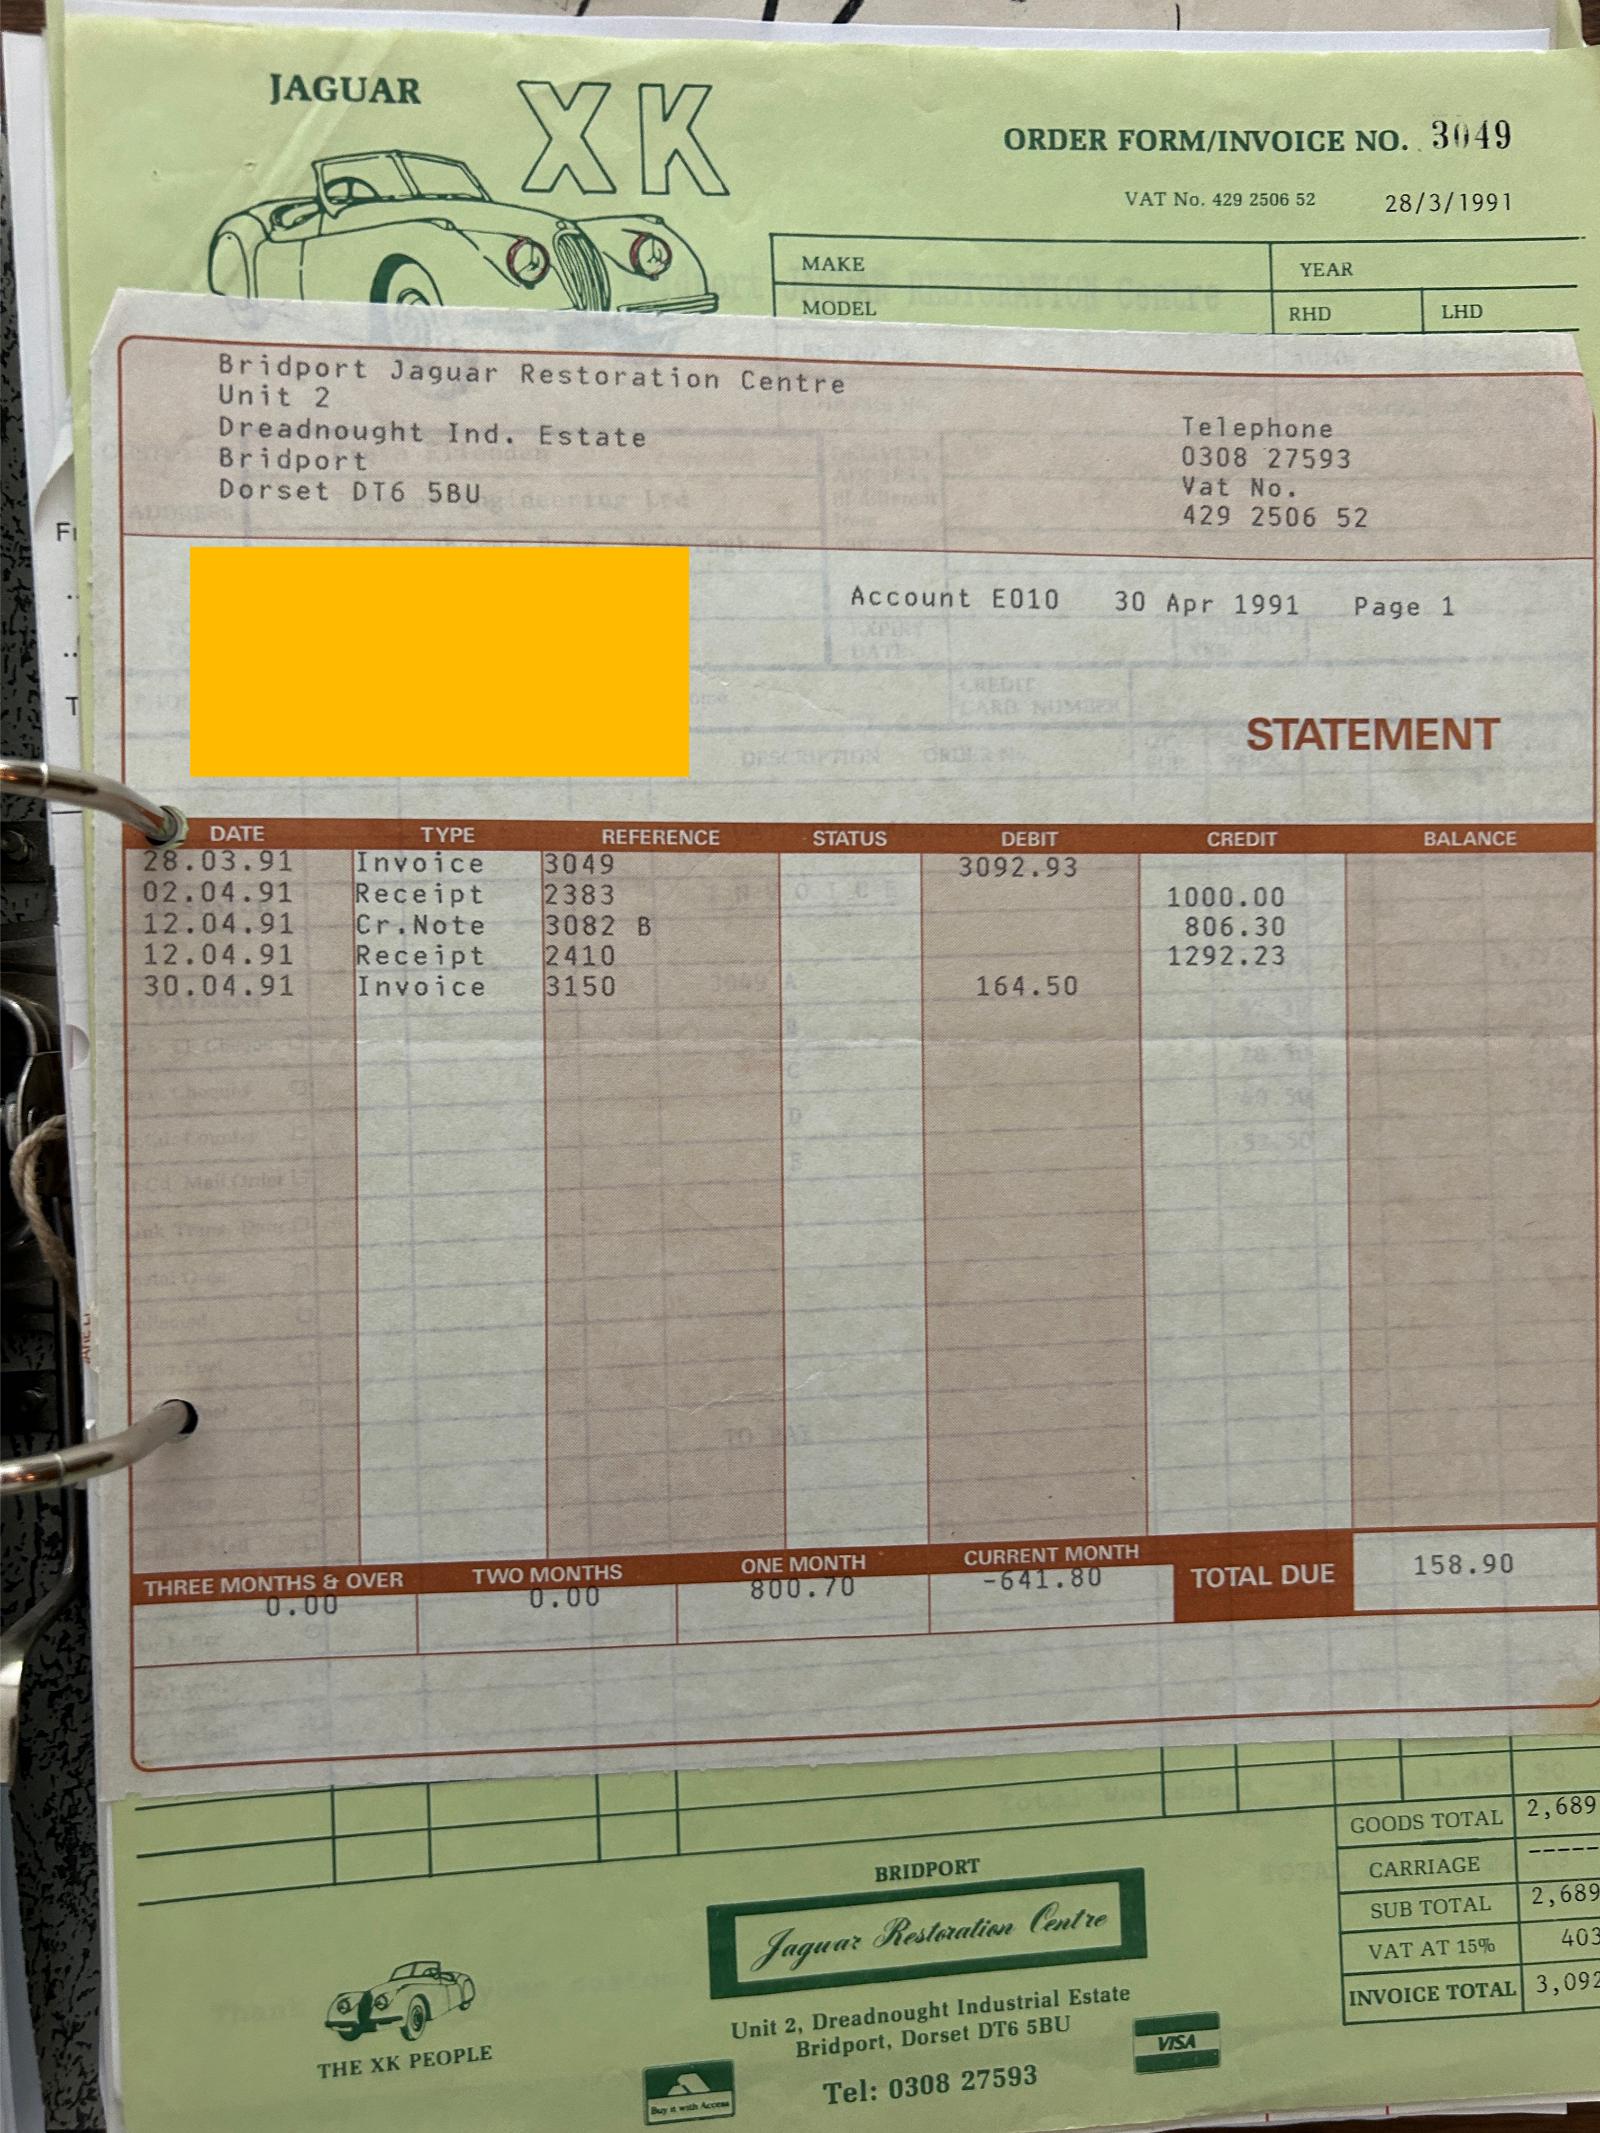 JAGUAR XK
ORDER FORM/INVOICE NO. 3049
VAT No. 429 2506 52 28/3/1991
MAKE YEAR
MODEL RHD LHD
Bridport Jaguar Restoration Centre
Unit 2
Dreadnought Ind. Estate
Bridport
Dorset DT6 5BU
Telephone
0308 27593
Vat No.
429 2506 52
Account E010 30 Apr 1991 Page 1
STATEMENT
DATE TYPE REFERENCE STATUS DEBIT CREDIT BALANCE
28.03.91 Invoice 3049 3092.93
02.04.91 Receipt 2383 1000.00
12.04.91 Cr.Note 3082 B 806.30
12.04.91 Receipt 2410 1292.23
30.04.91 Invoice 3150 164.50
THREE MONTHS & OVER TWO MONTHS ONE MONTH CURRENT MONTH TOTAL DUE 158.90
0.00 0.00 800.70 -641.80
GOODS TOTAL 2,689
CARRIAGE -----
SUB TOTAL 2,689
VAT AT 15% 403
INVOICE TOTAL 3,092
BRIDPORT
Jaguar Restoration Centre
Unit 2, Dreadnought Industrial Estate
Bridport, Dorset DT6 5BU
Tel: 0308 27593
THE XK PEOPLE
Buy it with Access
VISA